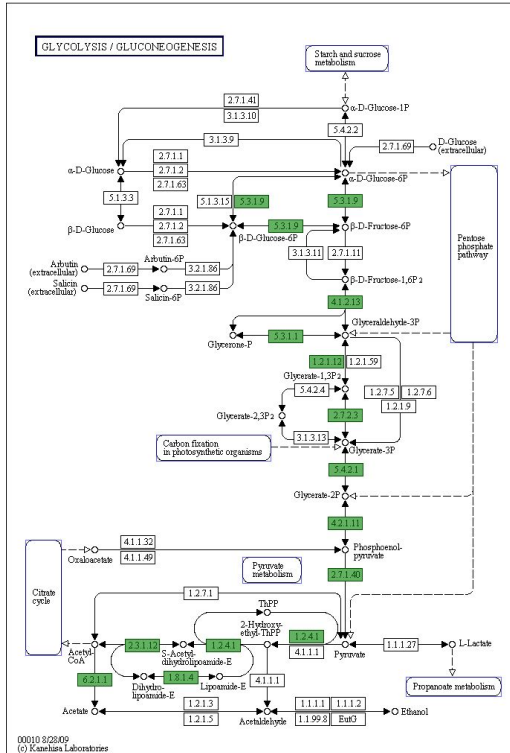 GLYCOLYSIS / GLUCONEOGENESIS
Starch and sucrose
metabolism
2.7.1.41
3.1.3.10
α-D-Glucose-1P
5.4.2.2
3.1.3.9
2.7.1.69
D-Glucose
(extracellular)
α-D-Glucose
2.7.1.1
2.7.1.2
2.7.1.63
α-D-Glucose-6P
5.1.3.3
5.1.3.15
5.3.1.9
5.3.1.9
2.7.1.1
2.7.1.2
2.7.1.63
β-D-Glucose
β-D-Glucose-6P
5.3.1.9
β-D-Fructose-6P
Pentose
phosphate
pathway
3.1.3.11
2.7.1.11
Arbutin
(extracellular)
2.7.1.69
Arbutin-6P
3.2.1.86
Salicin
(extracellular)
2.7.1.69
Salicin-6P
3.2.1.86
β-D-Fructose-1,6P2
4.1.2.13
Glyceraldehyde-3P
Glycerone-P
5.3.1.1
1.2.1.12
1.2.1.59
Glycerate-1,3P2
5.4.2.4
1.2.7.5
1.2.7.6
1.2.1.9
2.7.2.3
Glycerate-2,3P2
3.1.3.13
Glycerate-3P
Carbon fixation
in photosynthetic organisms
5.4.2.1
Glycerate-2P
4.2.1.11
4.1.1.32
4.1.1.49
Oxaloacetate
Phosphoenol-
pyruvate
Pyruvate
metabolism
2.7.1.40
Citrate
cycle
1.2.7.1
ThPP
2-Hydroxy-
ethyl-ThPP
2.3.1.12
1.2.4.1
1.2.4.1
4.1.1.1
Acetyl-
CoA
S-Acetyl-
dihydrolipoamide-E
Pyruvate
1.1.1.27
L-Lactate
6.2.1.1
1.8.1.4
Dihydro-
lipoamide-E
Lipoamide-E
4.1.1.1
Propanoate metabolism
Acetate
1.2.1.3
1.2.1.5
Acetaldehyde
1.1.1.1
1.1.1.2
1.1.99.8
EutG
Ethanol
00010 8/28/09
(c) Kanehisa Laboratories